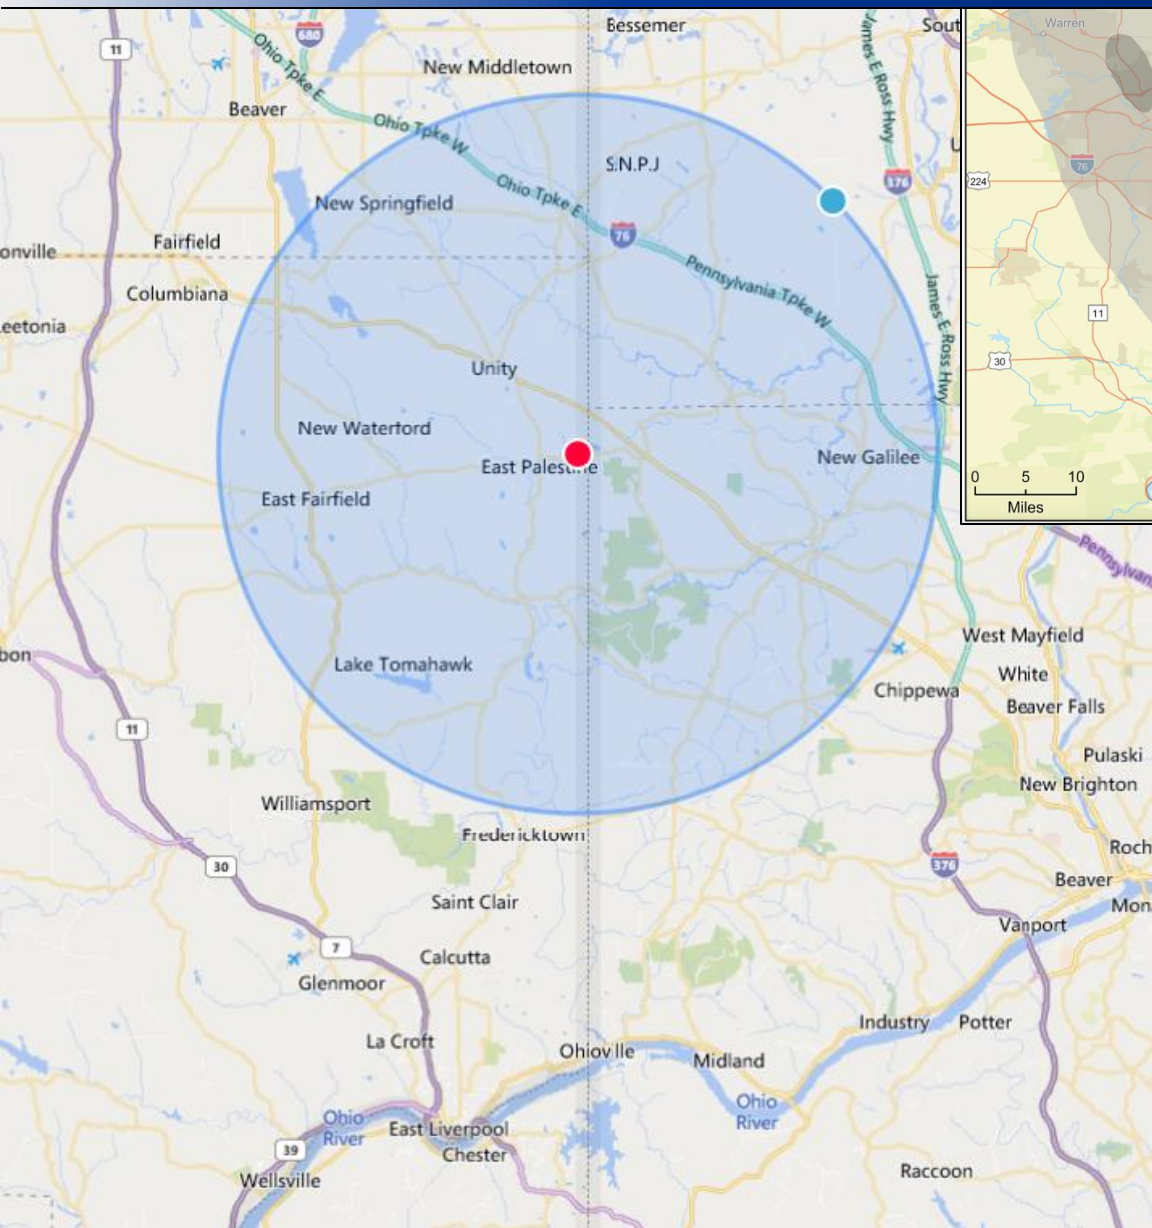 Bessemer
Sout
Warren
11
680
Ohio Tpke E
New Middletown
James E Ross Hwy
Beaver
Ohio Tpke W
S.N.P.J
U
76
376
224
Ohio Tpke E
New Springfield
76
Fairfield
onville
Pennsylvania Tpke W
James E Ross Hwy
Columbiana
11
eetonia
Unity
30
New Waterford
New Galilee
East Palestine
0 5 10
Miles
East Fairfield
Pennsylvan
West Mayfield
bon
Lake Tomahawk
White
Chippewa
Beaver Falls
11
Pulaski
New Brighton
Williamsport
Fredericktown
Roch
30
376
Beaver
Saint Clair
Mon
Vanport
7
Calcutta
Glenmoor
Industry
Potter
La Croft
Ohioville
Midland
Ohio
River
Ohio
River
East Liverpool
39
Chester
Raccoon
Wellsville